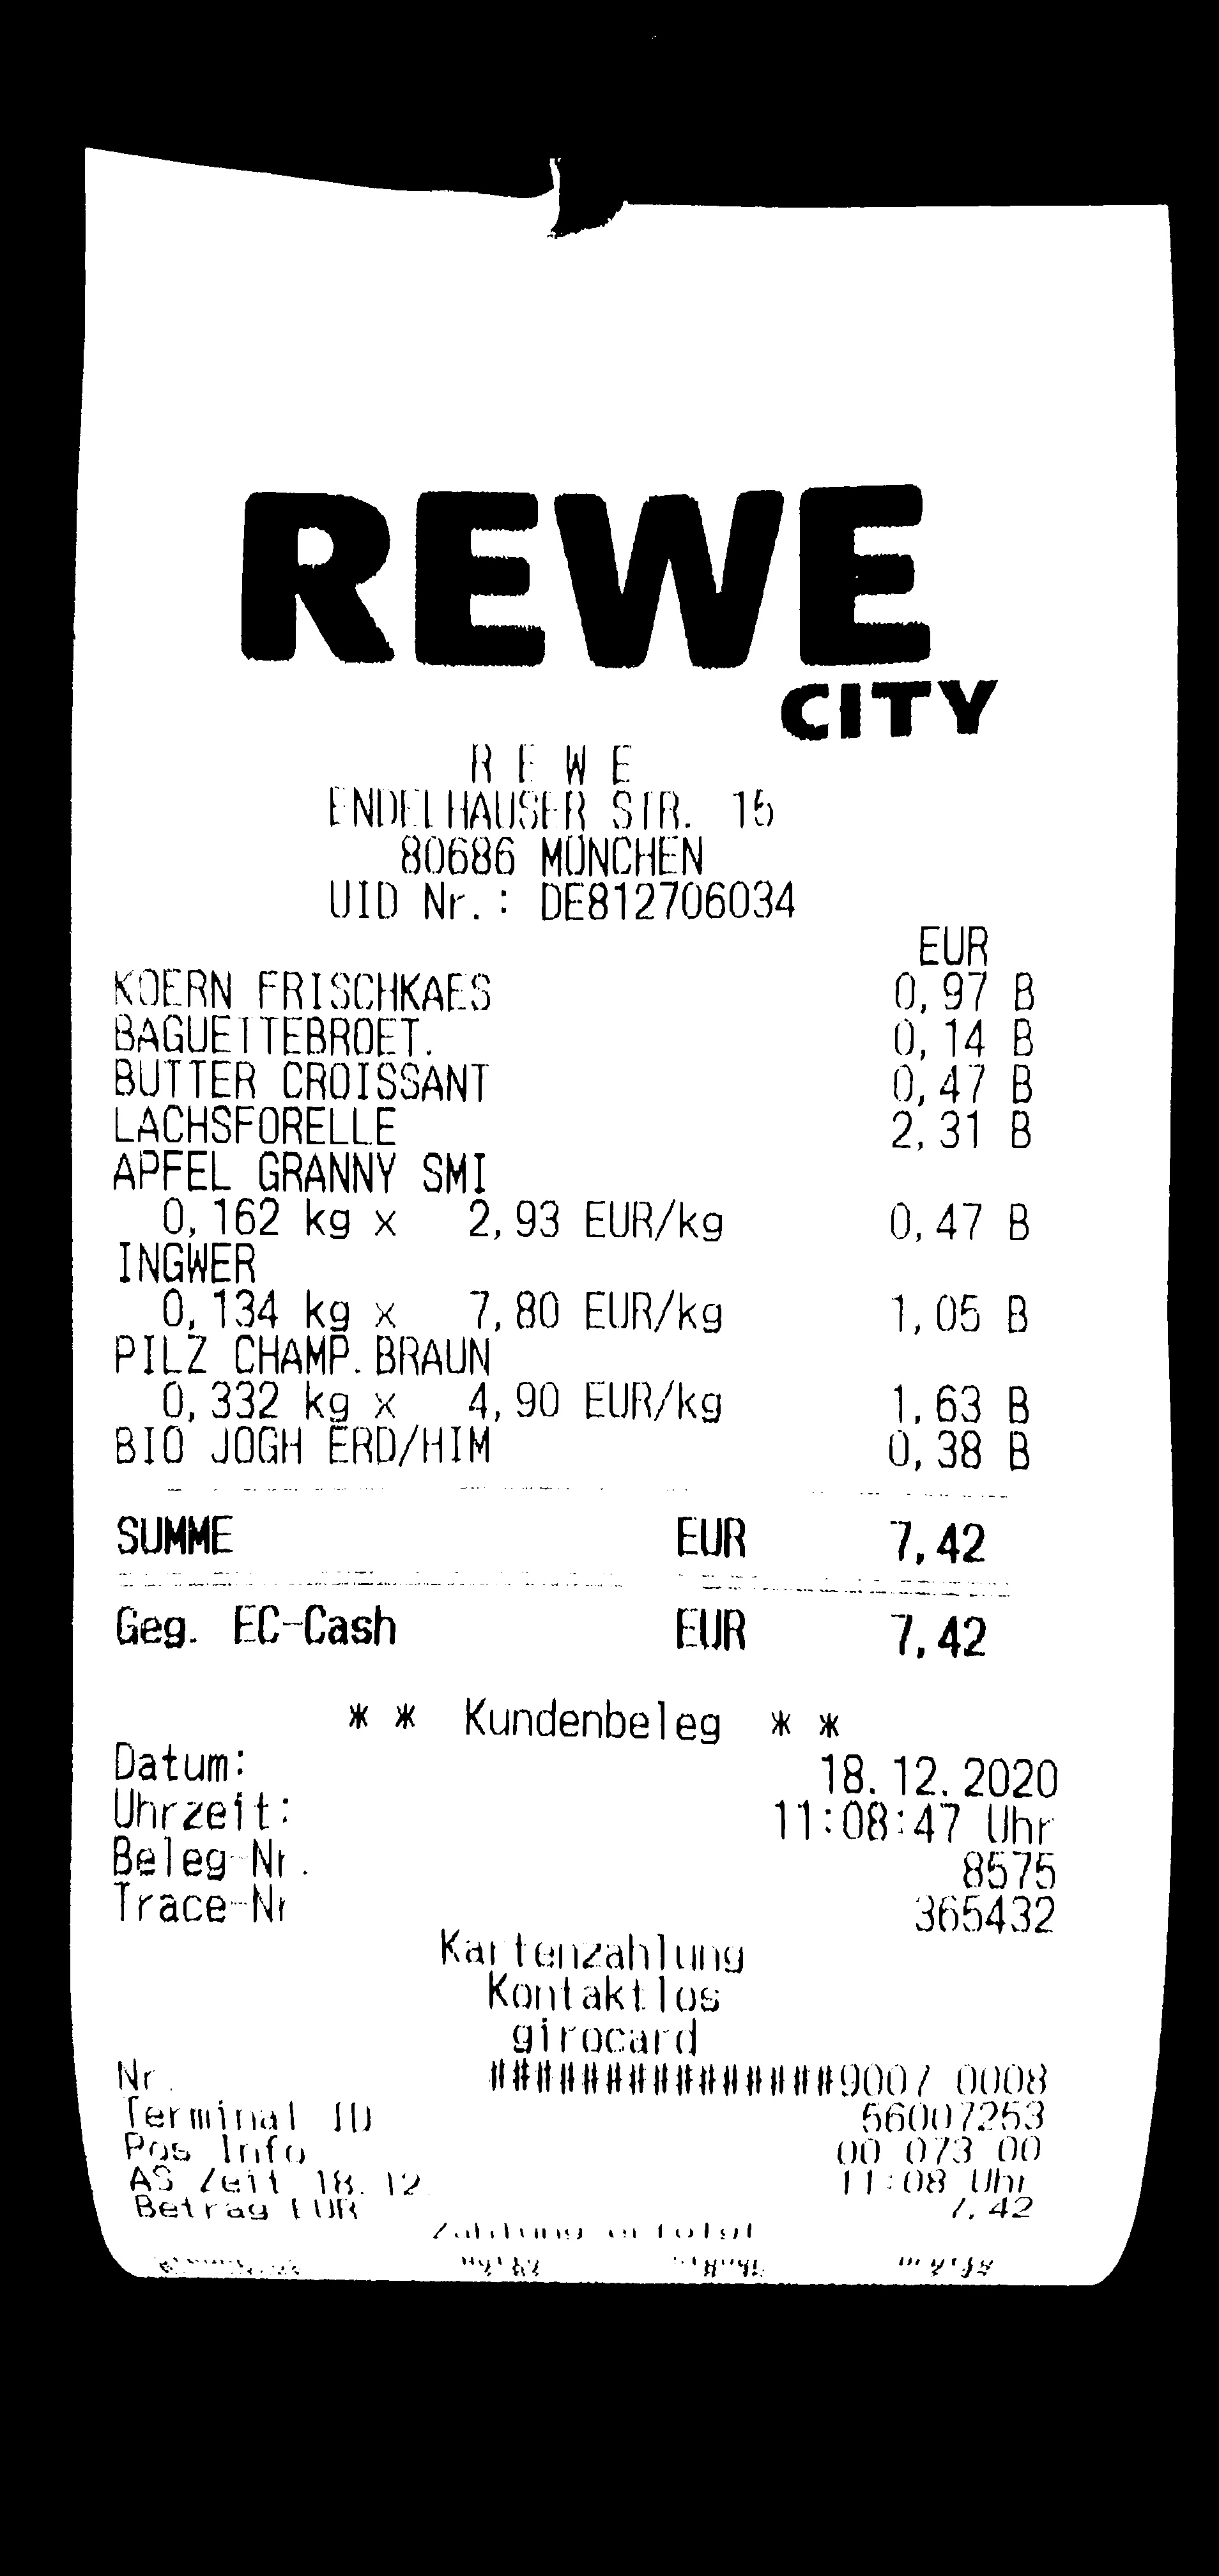 REWE
CITY
R E W E
ENDELHAUSER STR. 15
80686 MÜNCHEN
UID Nr.: DE812706034
EUR
KOERN FRISCHKAES 0,97 B
BAGUETTEBROET. 0,14 B
BUTTER CROISSANT 0,47 B
LACHSFORELLE 2,31 B
APFEL GRANNY SMI
0,162 kg x 2,93 EUR/kg 0,47 B
INGWER
0,134 kg x 7,80 EUR/kg 1,05 B
PILZ CHAMP.BRAUN
0,332 kg x 4,90 EUR/kg 1,63 B
BIO JOGH ERD/HIM 0,38 B
SUMME EUR 7,42
Geg. EC-Cash EUR 7,42
* * Kundenbeleg * *
Datum: 18.12.2020
Uhrzeit: 11:08:47 Uhr
Beleg-Nr. 8575
Trace-Nr 365432
Kartenzahlung
Kontaktlos
girocard
Nr. ###############9007 0008
Terminal ID 56007253
Pos Info 00 073 00
AS Zeit 18.12. 11:08 Uhr
Betrag EUR 7,42
Zahlung erfolgt